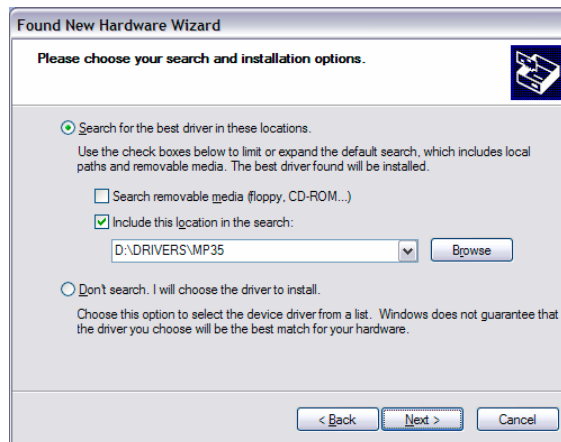 Found New Hardware Wizard
Please choose your search and installation options.
Search for the best driver in these locations.
Use the check boxes below to limit or expand the default search, which includes local
paths and removable media. The best driver found will be installed.
Search removable media (floppy, CD-ROM...)
Include this location in the search:
D:\DRIVERS\MP35
Browse
Don't search. I will choose the driver to install.
Choose this option to select the device driver from a list. Windows does not guarantee that
the driver you choose will be the best match for your hardware.
< Back Next > Cancel